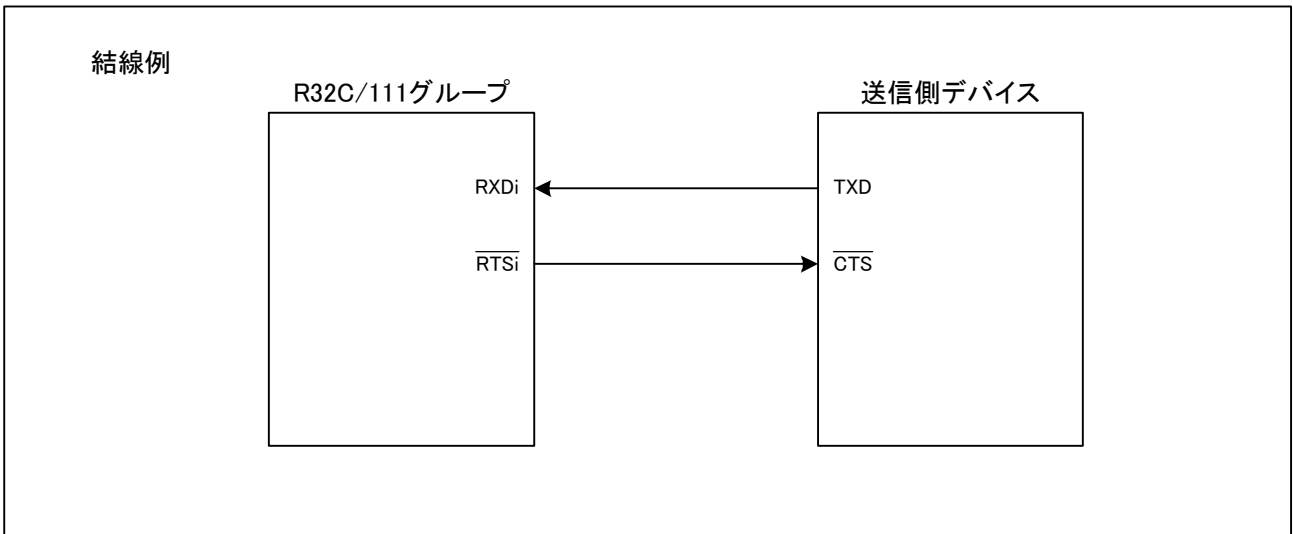 結線例
R32C/111グループ
送信側デバイス
RXDi
TXD
RTSi
CTS